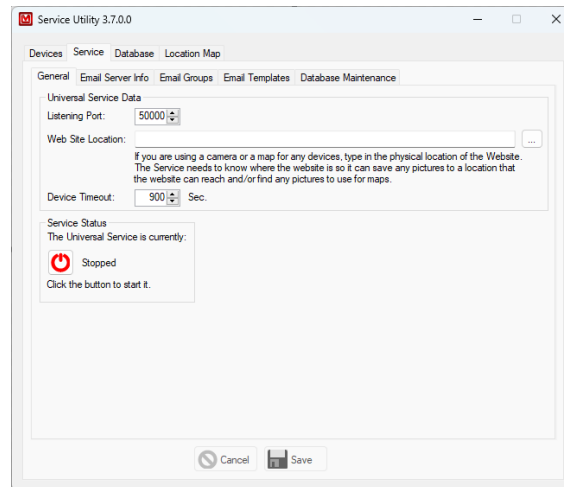 Service Utility 3.7.0.0
Devices Service Database Location Map
General Email Server Info Email Groups Email Templates Database Maintenance
Universal Service Data
Listening Port: 50000
Web Site Location: ...
If you are using a camera or a map for any devices, type in the physical location of the Website.
The Service needs to know where the website is so it can save any pictures to a location that
the website can reach and/or find any pictures to use for maps.
Device Timeout: 900 Sec.
Service Status
The Universal Service is currently:
Stopped
Click the button to start it.
Cancel Save